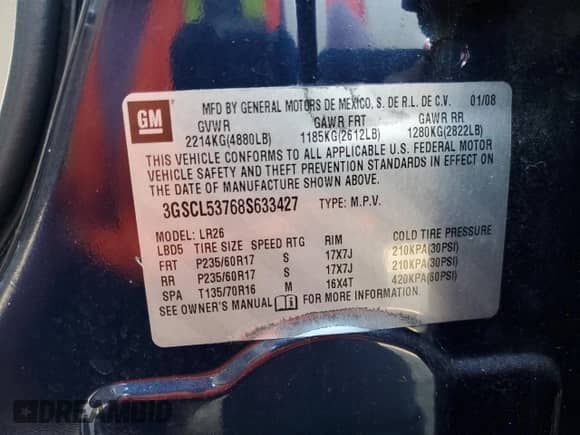 GM
MFD BY GENERAL MOTORS DE MEXICO, S. DE R.L. DE C.V. 01/08
GVWR GAWR FRT GAWR RR
2214KG(4880LB) 1185KG(2612LB) 1280KG(2822LB)
THIS VEHICLE CONFORMS TO ALL APPLICABLE U.S. FEDERAL MOTOR
VEHICLE SAFETY AND THEFT PREVENTION STANDARDS IN EFFECT ON
THE DATE OF MANUFACTURE SHOWN ABOVE.
3GSCL53768S633427 TYPE: M.P.V.
MODEL: LR26
LBD5 TIRE SIZE SPEED RTG RIM COLD TIRE PRESSURE
FRT P235/60R17 S 17X7J 210KPA(30PSI)
RR P235/60R17 S 17X7J 210KPA(30PSI)
SPA T135/70R16 M 16X4T 420KPA(60PSI)
SEE OWNER'S MANUAL FOR MORE INFORMATION.
DREAMBID